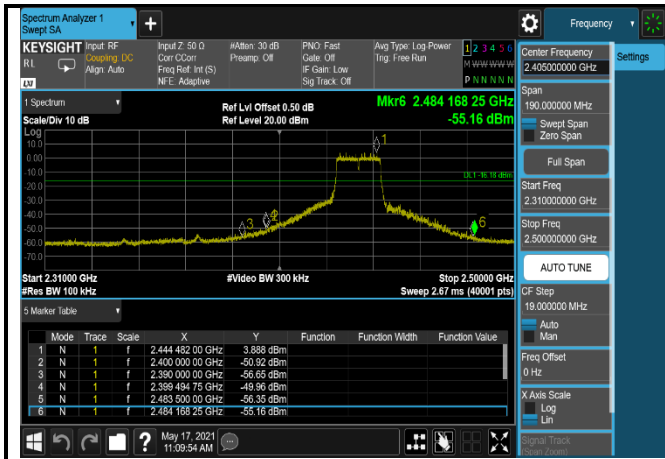 Spectrum Analyzer 1
Swept SA
+
Frequency
KEYSIGHT
RL
LXI
Input: RF
Coupling: DC
Align: Auto
Input Z: 50 Ω
Corr CCorr
Freq Ref: Int (S)
NFE: Adaptive
#Atten: 30 dB
Preamp: Off
PNO: Fast
Gate: Off
IF Gain: Low
Sig Track: Off
Avg Type: Log-Power
Trig: Free Run
1 2 3 4 5 6
M W W W W W
P N N N N N
1 Spectrum
Scale/Div 10 dB
Ref Lvl Offset 0.50 dB
Ref Level 20.00 dBm
Mkr6 2.484 168 25 GHz
-55.16 dBm
Log
10.0
0.00
-10.0
-20.0
-30.0
-40.0
-50.0
-60.0
-70.0
1
DL1 -16.18 dBm
3
6
Start 2.31000 GHz
#Res BW 100 kHz
#Video BW 300 kHz
Stop 2.50000 GHz
Sweep 2.67 ms (40001 pts)
5 Marker Table
Mode Trace Scale X Y Function Function Width Function Value
1 N 1 f 2.444 482 00 GHz 3.888 dBm
2 N 1 f 2.400 000 00 GHz -50.92 dBm
3 N 1 f 2.390 000 00 GHz -56.65 dBm
4 N 1 f 2.399 494 75 GHz -49.96 dBm
5 N 1 f 2.483 500 00 GHz -56.35 dBm
6 N 1 f 2.484 168 25 GHz -55.16 dBm
May 17, 2021
11:09:54 AM
Settings
Center Frequency
2.405000000 GHz
Span
190.000000 MHz
Swept Span
Zero Span
Full Span
Start Freq
2.310000000 GHz
Stop Freq
2.500000000 GHz
AUTO TUNE
CF Step
19.000000 MHz
Auto
Man
Freq Offset
0 Hz
X Axis Scale
Log
Lin
Signal Track
(Span Zoom)